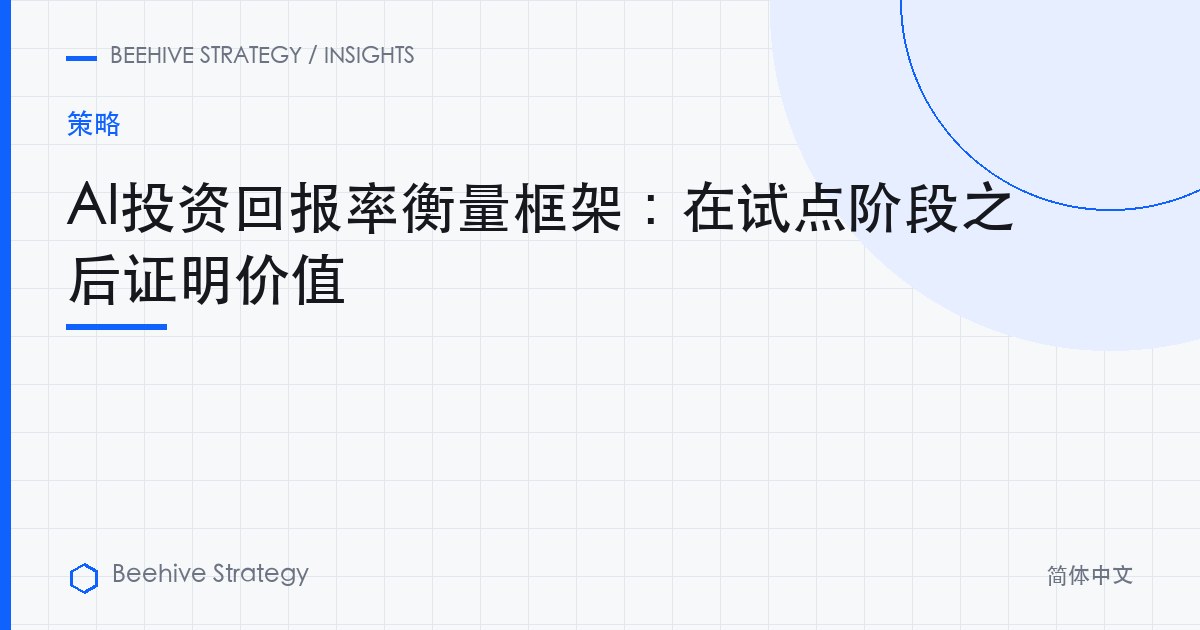 BEEHIVE STRATEGY / INSIGHTS
策略
AI投资回报率衡量框架：在试点阶段之
后证明价值
Beehive Strategy
简体中文